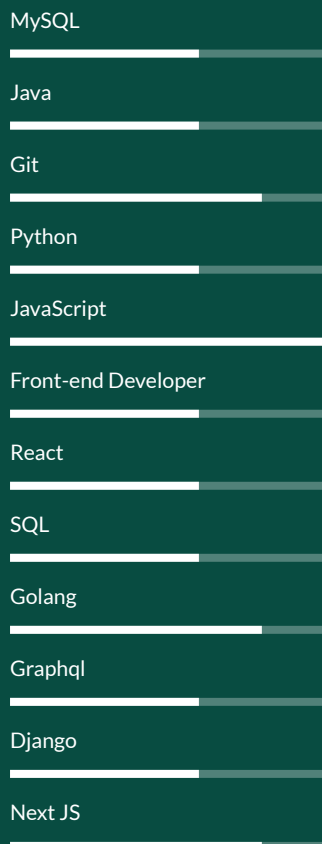 MySQL
Java
Git
Python
JavaScript
Front-end Developer
React
SQL
Golang
Graphql
Django
Next JS